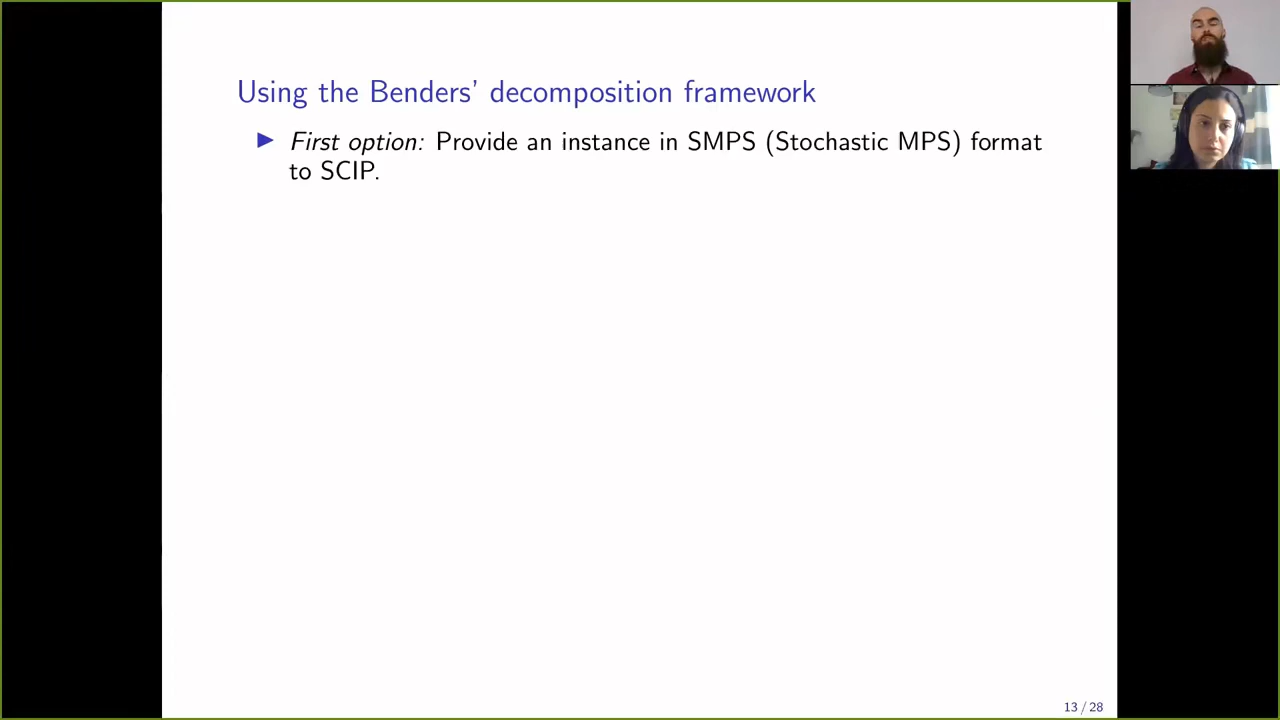 Using the Benders’ decomposition framework
▶ First option: Provide an instance in SMPS (Stochastic MPS) format
to SCIP.
13 / 28